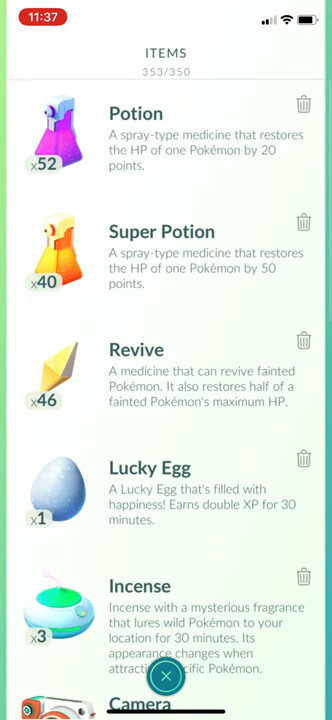 11:37
ITEMS
353/350
Potion
A spray-type medicine that restores
the HP of one Pokémon by 20
points.
x52
Super Potion
A spray-type medicine that restores
the HP of one Pokémon by 50
points.
x40
Revive
A medicine that can revive fainted
Pokémon. It also restores half of a
fainted Pokémon's maximum HP.
x46
Lucky Egg
A Lucky Egg that's filled with
happiness! Earns double XP for 30
minutes.
x1
Incense
Incense with a mysterious fragrance
that lures wild Pokémon to your
location for 30 minutes. Its
appearance changes when
Pokémon.
x3
Camera